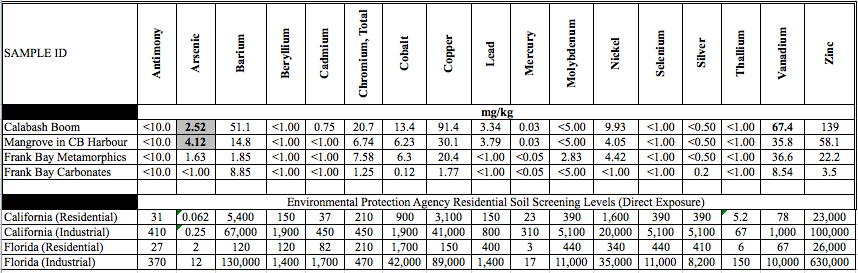 SAMPLE ID Antimony Arsenic Barium Beryllium Cadmium Chromium, Total Cobalt Copper Lead Mercury Molybdenum Nickel Selenium Silver Thallium Vanadium Zinc
mg/kg
Calabash Boom <10.0 2.52 51.1 <1.00 0.75 20.7 13.4 91.4 3.34 0.03 <5.00 9.93 <1.00 <0.50 <1.00 67.4 139
Mangrove in CB Harbour <10.0 4.12 14.8 <1.00 <1.00 6.74 6.23 30.1 3.79 0.03 <5.00 4.05 <1.00 <0.50 <1.00 35.8 58.1
Frank Bay Metamorphics <10.0 1.63 1.85 <1.00 <1.00 7.58 6.3 20.4 <1.00 <0.05 2.83 4.42 <1.00 <0.50 <1.00 36.6 22.2
Frank Bay Carbonates <10.0 <1.00 8.85 <1.00 <1.00 1.25 0.12 1.77 <1.00 <0.05 <5.00 <1.00 <1.00 0.2 <1.00 8.54 3.5
Environmental Protection Agency Residential Soil Screening Levels (Direct Exposure)
California (Residential) 31 0.062 5,400 150 37 210 900 3,100 150 23 390 1,600 390 390 5.2 78 23,000
California (Industrial) 410 0.25 67,000 1,900 450 450 1,900 41,000 800 310 5,100 20,000 5,100 5,100 67 1,000 100,000
Florida (Residential) 27 2 120 120 82 210 1,700 150 400 3 440 340 440 410 6 67 26,000
Florida (Industrial) 370 12 130,000 1,400 1,700 470 42,000 89,000 1,400 17 11,000 35,000 11,000 8,200 150 10,000 630,000